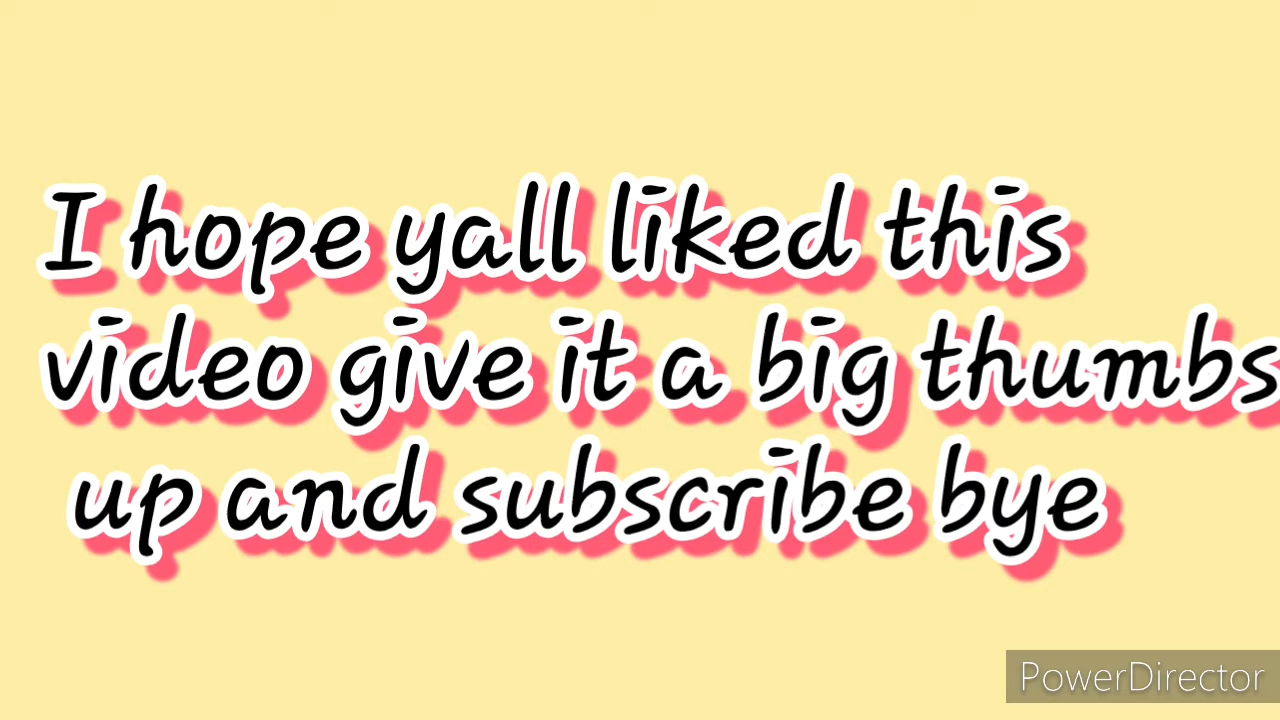 I hope yall liked this
video give it a big thumbs
up and subscribe bye
PowerDirector